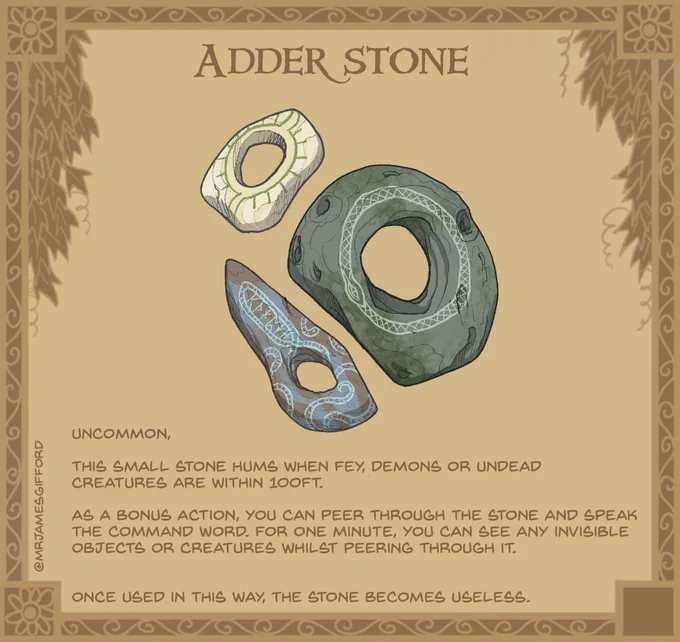 ADDER STONE
UNCOMMON,
THIS SMALL STONE HUMS WHEN FEY, DEMONS OR UNDEAD
CREATURES ARE WITHIN 100FT.
AS A BONUS ACTION, YOU CAN PEER THROUGH THE STONE AND SPEAK
THE COMMAND WORD. FOR ONE MINUTE, YOU CAN SEE ANY INVISIBLE
OBJECTS OR CREATURES WHILST PEERING THROUGH IT.
ONCE USED IN THIS WAY, THE STONE BECOMES USELESS.
@MRJAMESGIFFORD